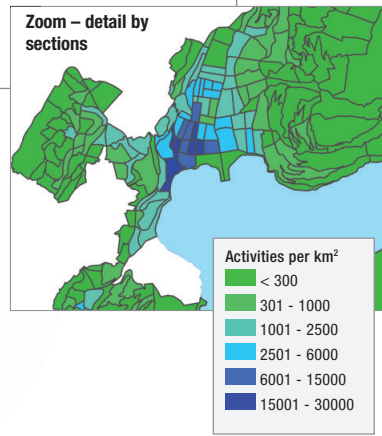 Zoom – detail by
sections
Activities per km²
< 300
301 - 1000
1001 - 2500
2501 - 6000
6001 - 15000
15001 - 30000